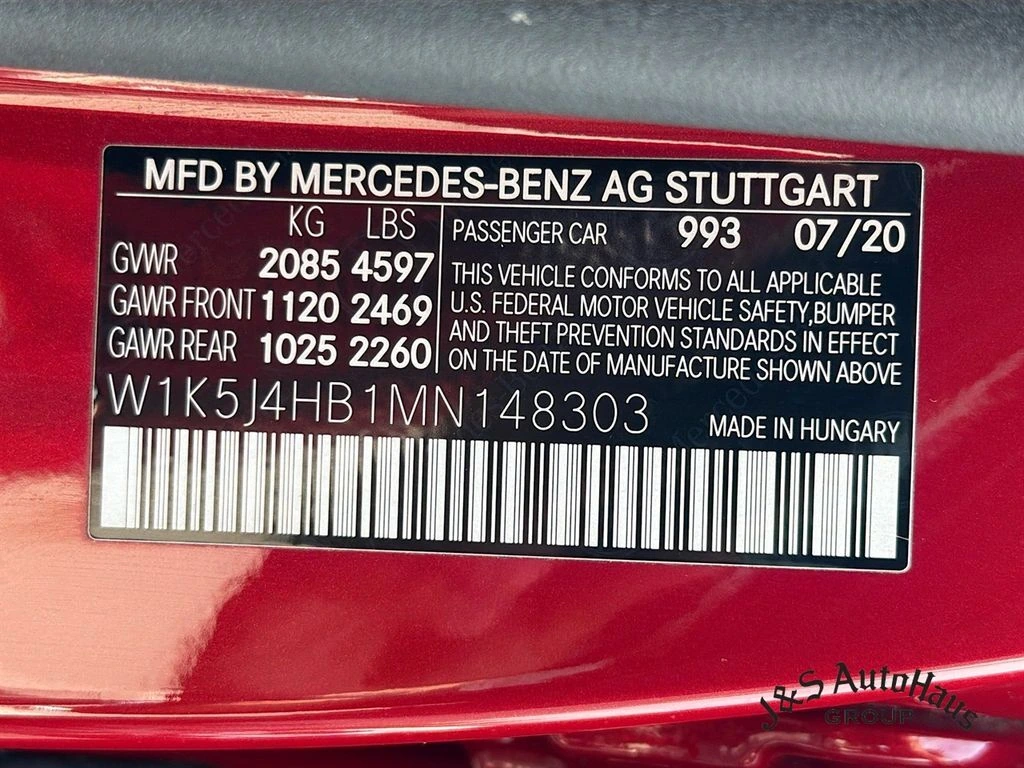 MFD BY MERCEDES-BENZ AG STUTTGART
KG LBS
GVWR 2085 4597
GAWR FRONT 1120 2469
GAWR REAR 1025 2260
PASSENGER CAR 993 07/20
THIS VEHICLE CONFORMS TO ALL APPLICABLE
U.S. FEDERAL MOTOR VEHICLE SAFETY,BUMPER
AND THEFT PREVENTION STANDARDS IN EFFECT
ON THE DATE OF MANUFACTURE SHOWN ABOVE
W1K5J4HB1MN148303
MADE IN HUNGARY
J&S AutoHaus
GROUP